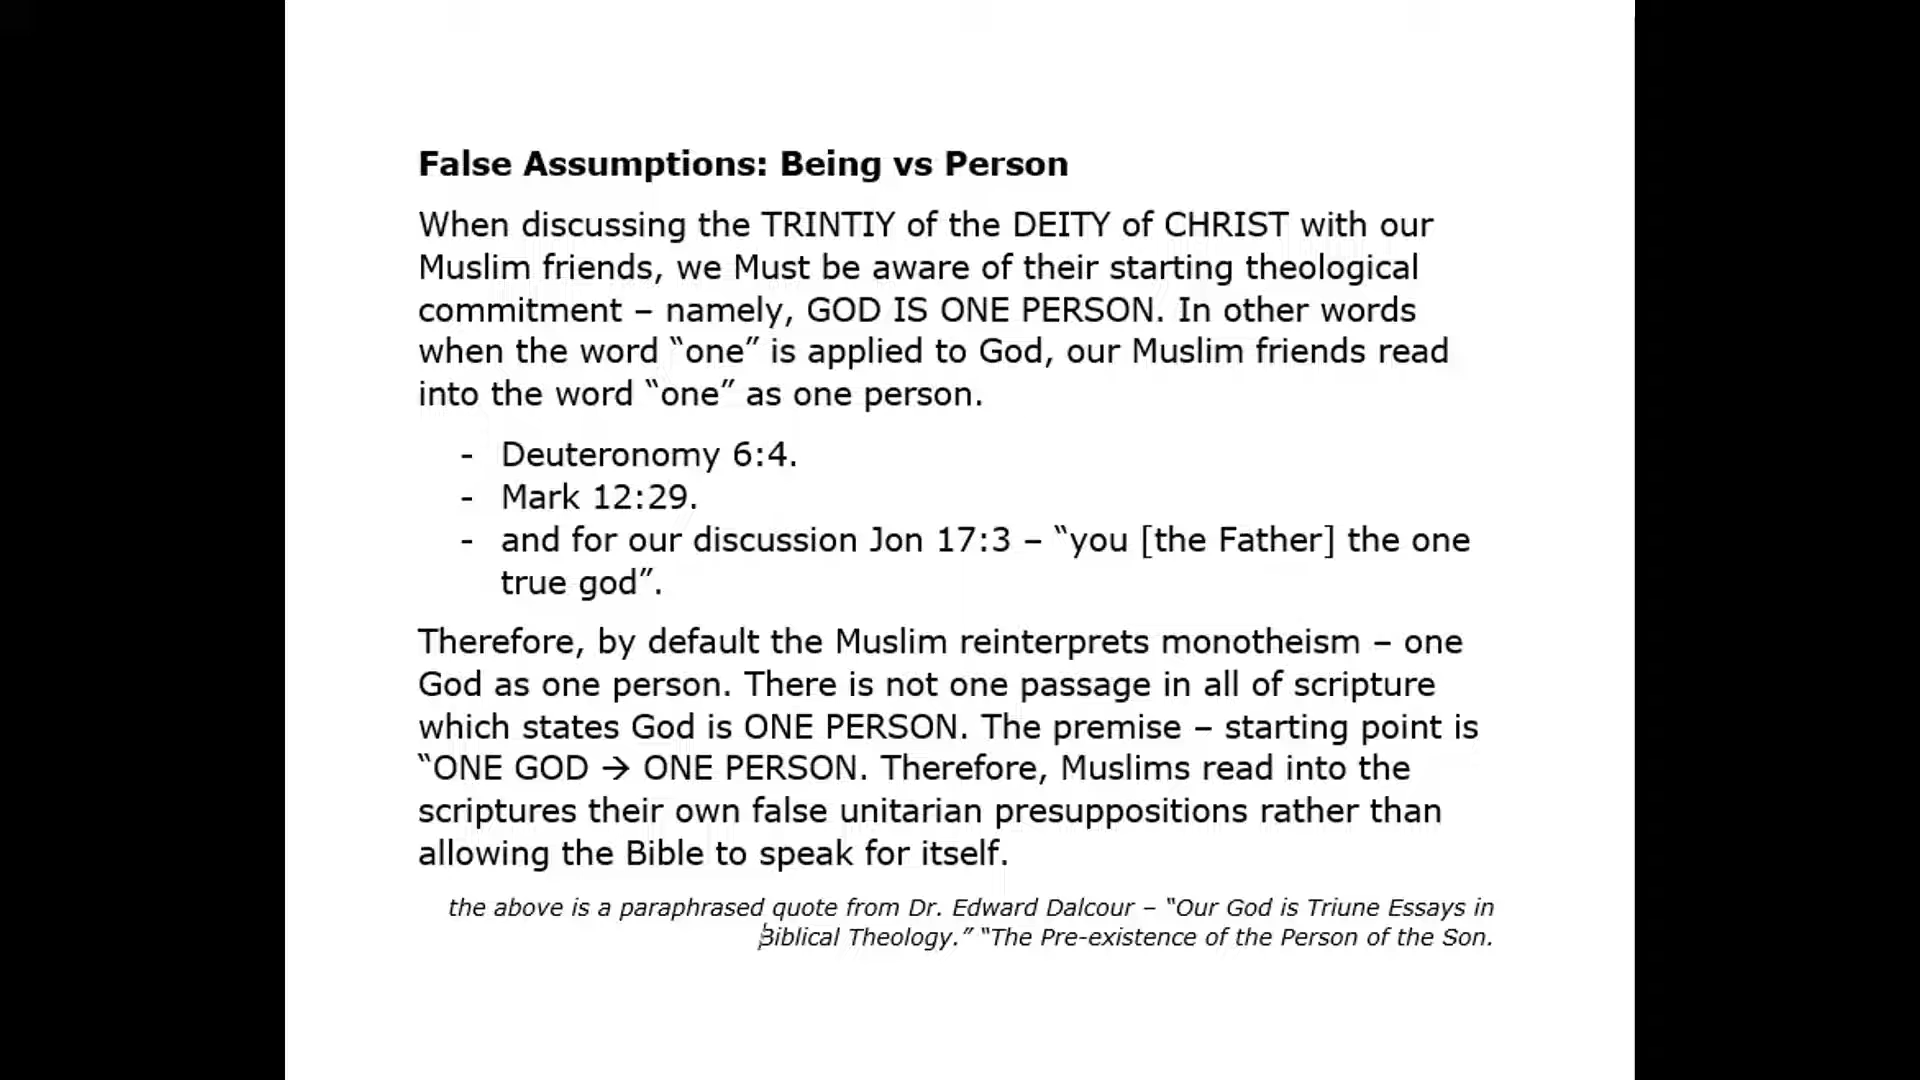 False Assumptions: Being vs Person
When discussing the TRINTIY of the DEITY of CHRIST with our
Muslim friends, we Must be aware of their starting theological
commitment – namely, GOD IS ONE PERSON. In other words
when the word “one” is applied to God, our Muslim friends read
into the word “one” as one person.
- Deuteronomy 6:4.
- Mark 12:29.
- and for our discussion Jon 17:3 – “you [the Father] the one
true god”.
Therefore, by default the Muslim reinterprets monotheism – one
God as one person. There is not one passage in all of scripture
which states God is ONE PERSON. The premise – starting point is
“ONE GOD → ONE PERSON. Therefore, Muslims read into the
scriptures their own false unitarian presuppositions rather than
allowing the Bible to speak for itself.
the above is a paraphrased quote from Dr. Edward Dalcour – “Our God is Triune Essays in
Biblical Theology.” “The Pre-existence of the Person of the Son.